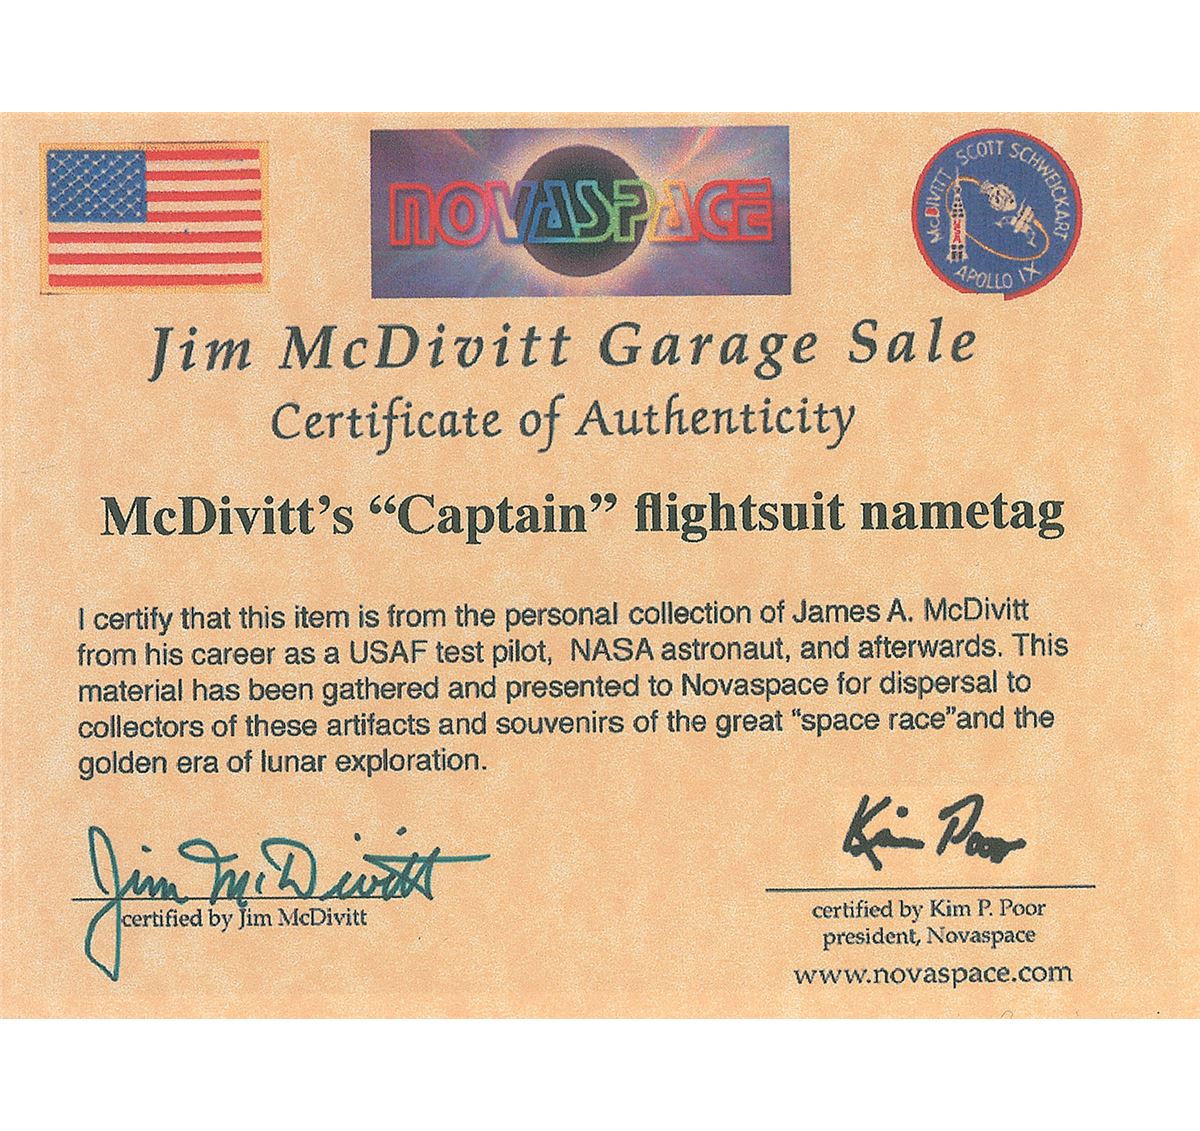 NOVASPACE
McDIVITT SCOTT SCHWEICKART
USA
APOLLO IX
Jim McDivitt Garage Sale
Certificate of Authenticity
McDivitt's “Captain” flightsuit nametag
I certify that this item is from the personal collection of James A. McDivitt
from his career as a USAF test pilot,  NASA astronaut, and afterwards. This
material has been gathered and presented to Novaspace for dispersal to
collectors of these artifacts and souvenirs of the great “space race”and the
golden era of lunar exploration.
Jim McDivitt
certified by Jim McDivitt
Kim Poor
certified by Kim P. Poor
president, Novaspace
www.novaspace.com